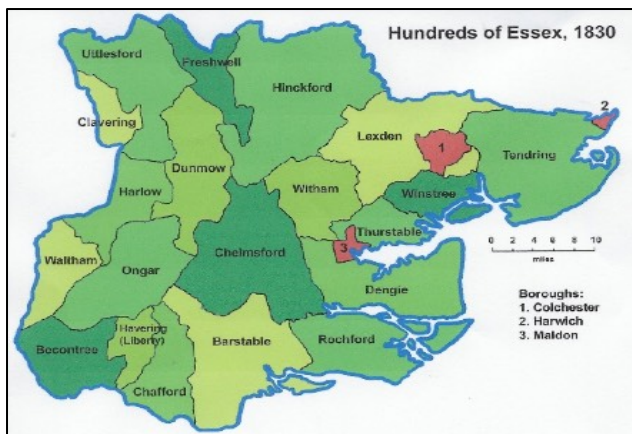 Hundreds of Essex, 1830
Uttlesford
Freshwell
Hinckford
2
Clavering
Lexden
1
Tendring
Dunmow
Witham
Winstree
Harlow
Thurstable
Chelmsford
3
0 2 4 6 8 10
miles
Waltham
Ongar
Dengie
Boroughs:
1. Colchester
2. Harwich
3. Maldon
Havering
(Liberty)
Barstable
Rochford
Becontree
Chafford